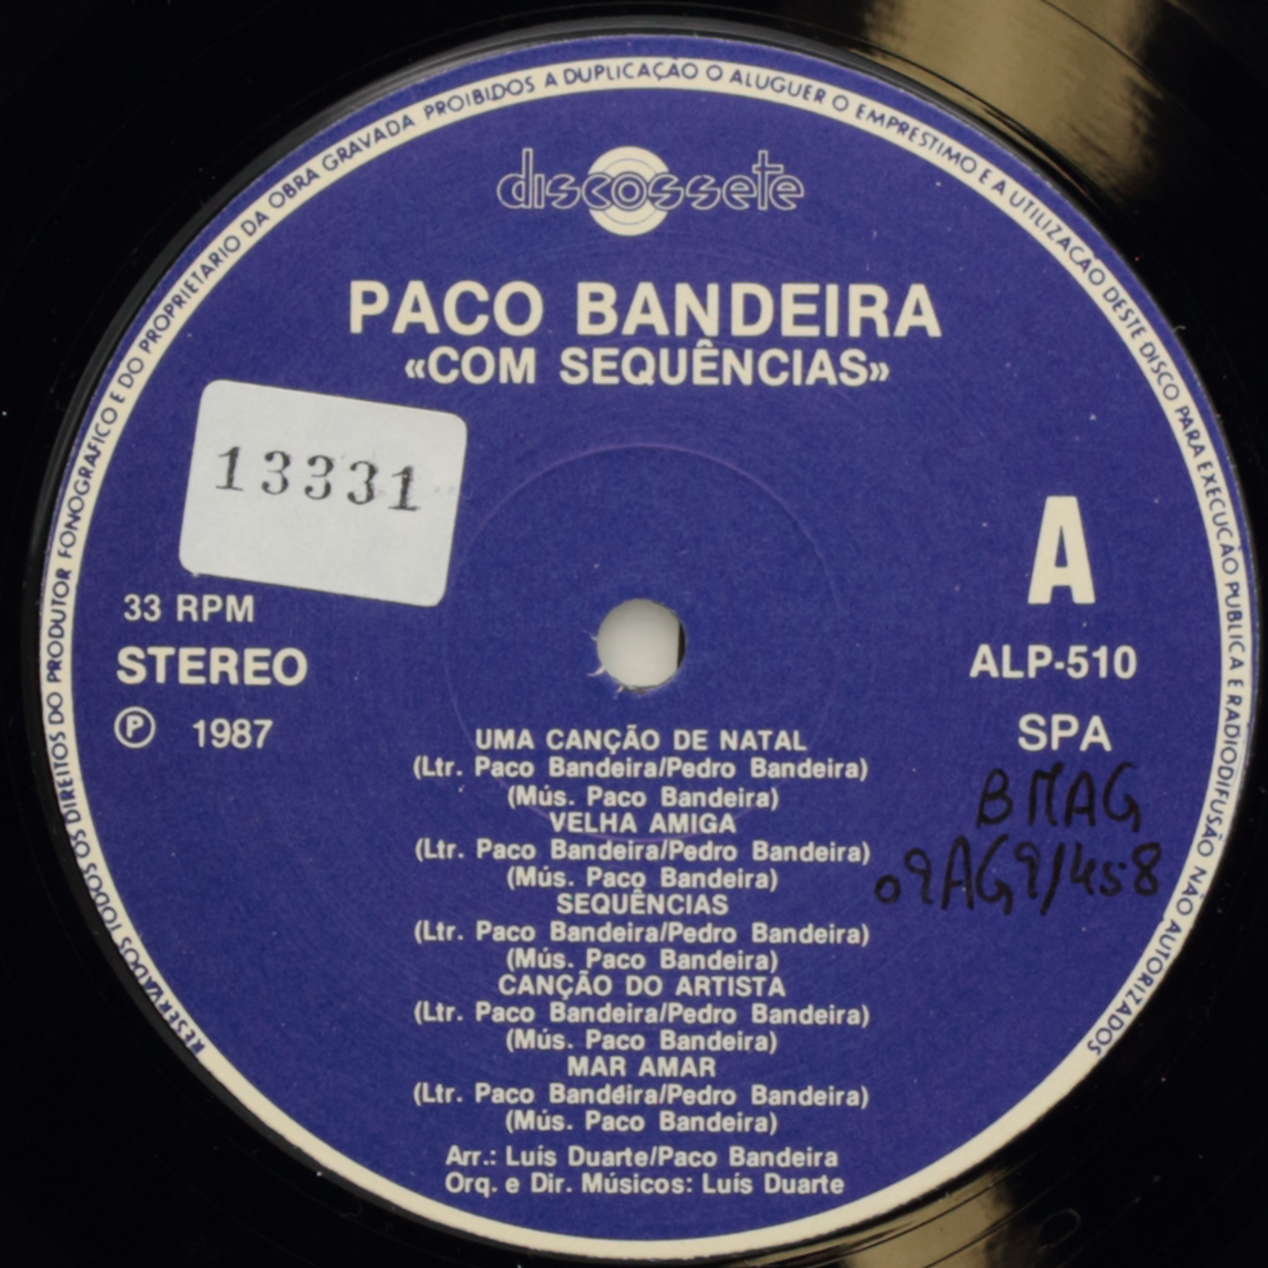 RESERVADOS TODOS OS DIREITOS DO PRODUTOR FONOGRAFICO E DO PROPRIETARIO DA OBRA GRAVADA PROIBIDOS A DUPLICAÇÃO O ALUGUER O EMPRESTIMO E A UTILIZAÇÃO DESTE DISCO PARA EXECUÇÃO PUBLICA E RADIODIFUSÃO NÃO AUTORIZADOS
discossete
PACO BANDEIRA
«COM SEQUÊNCIAS»
13331
33 RPM
STEREO
Ⓟ 1987
A
ALP-510
SPA
BMAG
09AG91/458
UMA CANÇÃO DE NATAL
(Ltr. Paco Bandeira/Pedro Bandeira)
(Mús. Paco Bandeira)
VELHA AMIGA
(Ltr. Paco Bandeira/Pedro Bandeira)
(Mús. Paco Bandeira)
SEQUÊNCIAS
(Ltr. Paco Bandeira/Pedro Bandeira)
(Mús. Paco Bandeira)
CANÇÃO DO ARTISTA
(Ltr. Paco Bandeira/Pedro Bandeira)
(Mús. Paco Bandeira)
MAR AMAR
(Ltr. Paco Bandeira/Pedro Bandeira)
(Mús. Paco Bandeira)
Arr.: Luís Duarte/Paco Bandeira
Orq. e Dir. Músicos: Luís Duarte